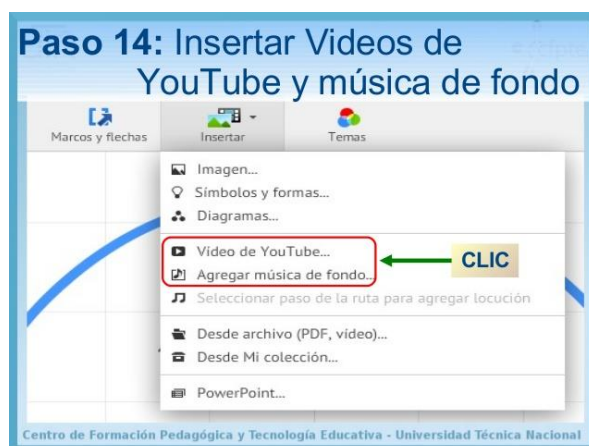 Paso 14: Insertar Videos de
YouTube y música de fondo
Marcos y flechas
Insertar
Temas
Imagen...
Símbolos y formas...
Diagramas...
Vídeo de YouTube...
Agregar música de fondo...
CLIC
Seleccionar paso de la ruta para agregar locución
Desde archivo (PDF, vídeo)...
Desde Mi colección...
PowerPoint...
Centro de Formación Pedagógica y Tecnología Educativa - Universidad Técnica Nacional